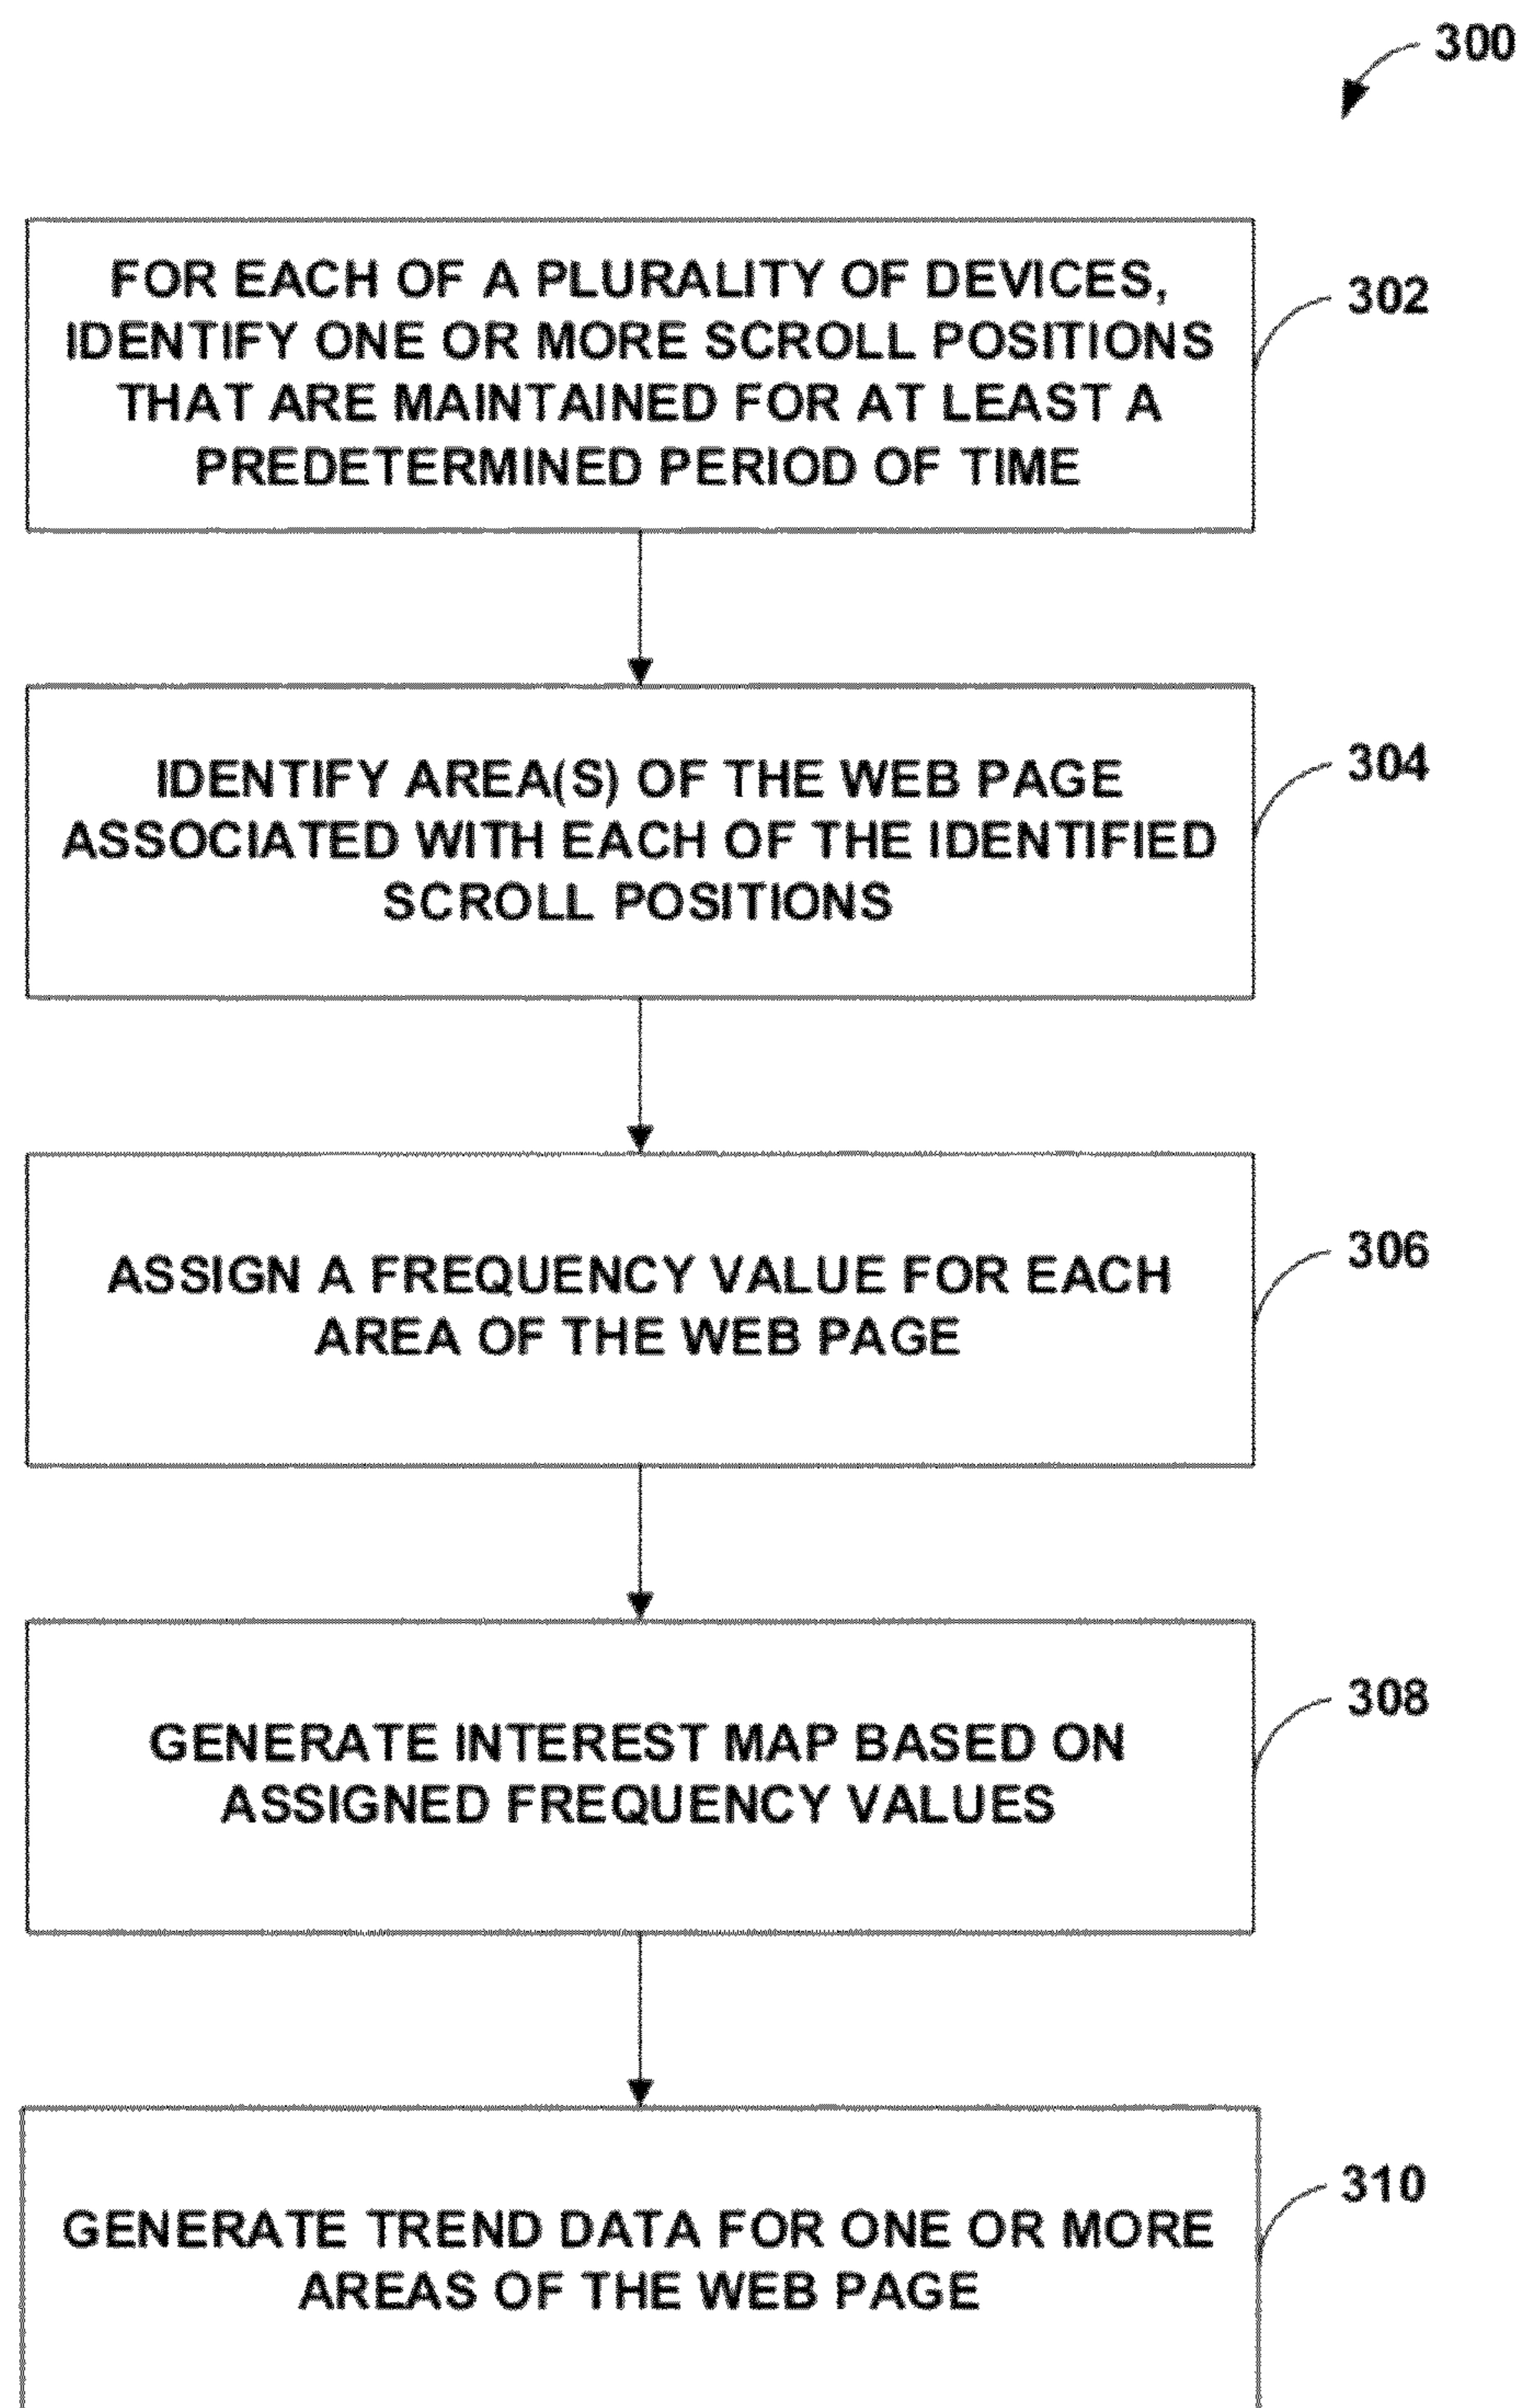 300
FOR EACH OF A PLURALITY OF DEVICES,
IDENTIFY ONE OR MORE SCROLL POSITIONS
THAT ARE MAINTAINED FOR AT LEAST A
PREDETERMINED PERIOD OF TIME
302
IDENTIFY AREA(S) OF THE WEB PAGE
ASSOCIATED WITH EACH OF THE IDENTIFIED
SCROLL POSITIONS
304
ASSIGN A FREQUENCY VALUE FOR EACH
AREA OF THE WEB PAGE
306
GENERATE INTEREST MAP BASED ON
ASSIGNED FREQUENCY VALUES
308
GENERATE TREND DATA FOR ONE OR MORE
AREAS OF THE WEB PAGE
310